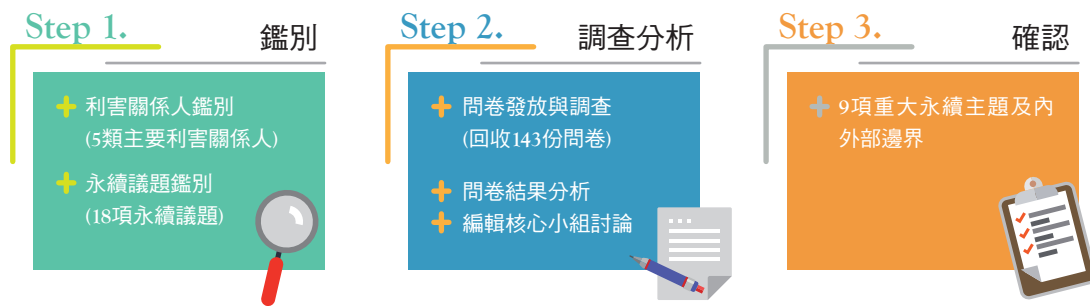 Step 1.
鑑別
利害關係人鑑別
(5類主要利害關係人)
永續議題鑑別
(18項永續議題)
Step 2.
調查分析
問卷發放與調查
(回收143份問卷)
問卷結果分析
編輯核心小組討論
Step 3.
確認
9項重大永續主題及內
外部邊界